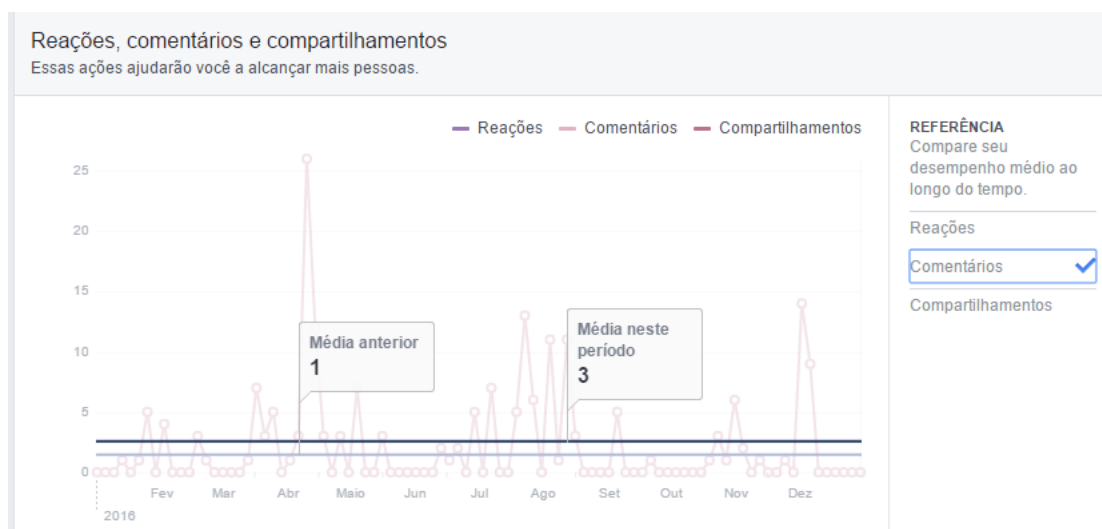 Reações, comentários e compartilhamentos
Essas ações ajudarão você a alcançar mais pessoas.
Reações Comentários Compartilhamentos
REFERÊNCIA
Compare seu
desempenho médio ao
longo do tempo.
Reações
Comentários
Compartilhamentos
25
20
15
10
5
0
Média anterior
1
Média neste
período
3
Fev Mar Abr Maio Jun Jul Ago Set Out Nov Dez
2016